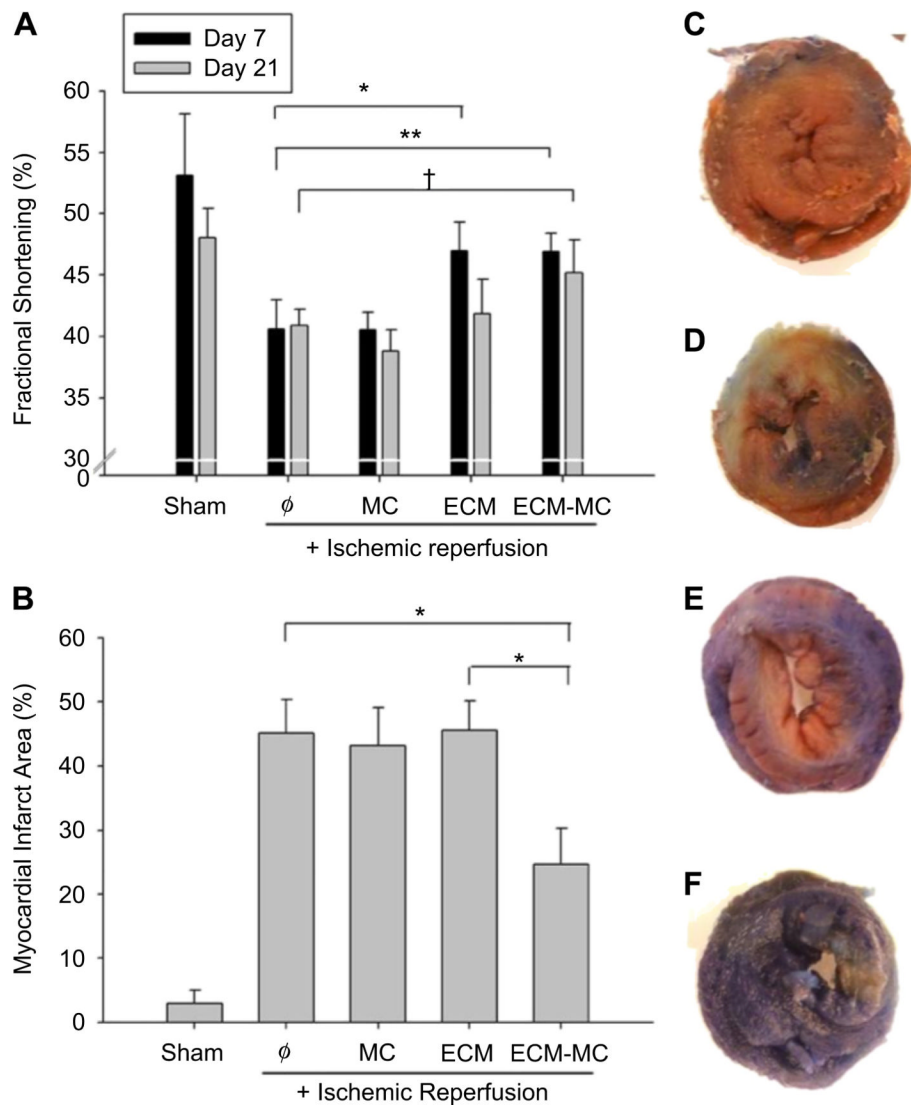 A
Day 7
Day 21
Fractional Shortening (%)
60
55
50
45
40
35
30
0
*
**
†
Sham
ϕ
MC
ECM
ECM-MC
+ Ischemic reperfusion
B
Myocardial Infarct Area (%)
60
50
40
30
20
10
0
*
*
Sham
ϕ
MC
ECM
ECM-MC
+ Ischemic Reperfusion
C
D
E
F